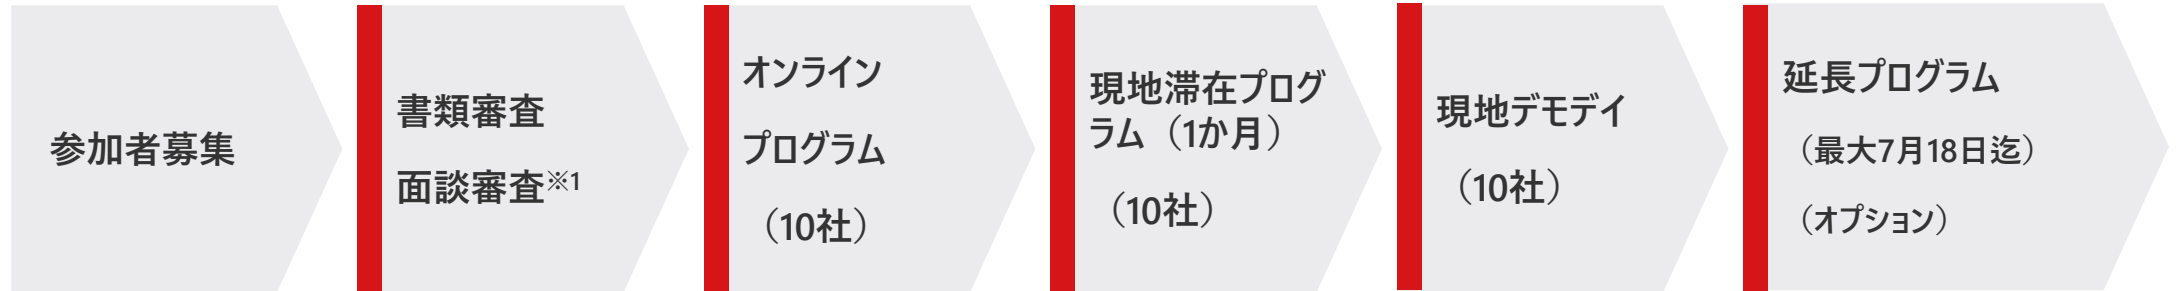 参加者募集
書類審査
面談審査※1
オンライン
プログラム
（10社）
現地滞在プログ
ラム（1か月）
（10社）
現地デモデイ
（10社）
延長プログラム
（最大7月18日迄）
（オプション）